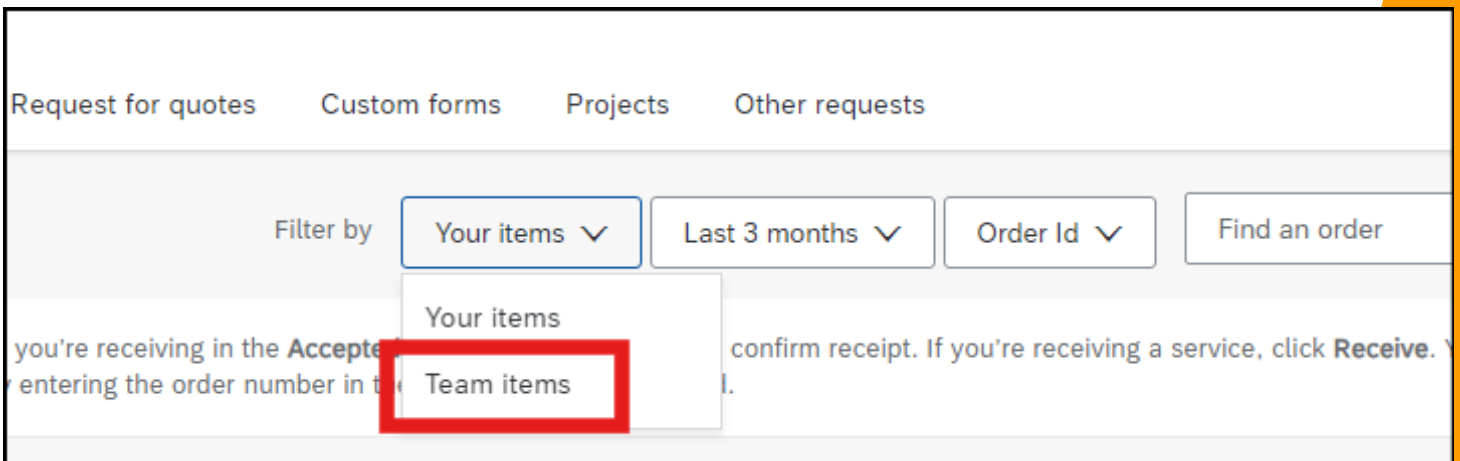 Request for quotes Custom forms Projects Other requests
Filter by Your items Last 3 months Order Id Find an order
Your items
you're receiving in the confirm receipt. If you're receiving a service, click Receive.
entering the order number in
Team items